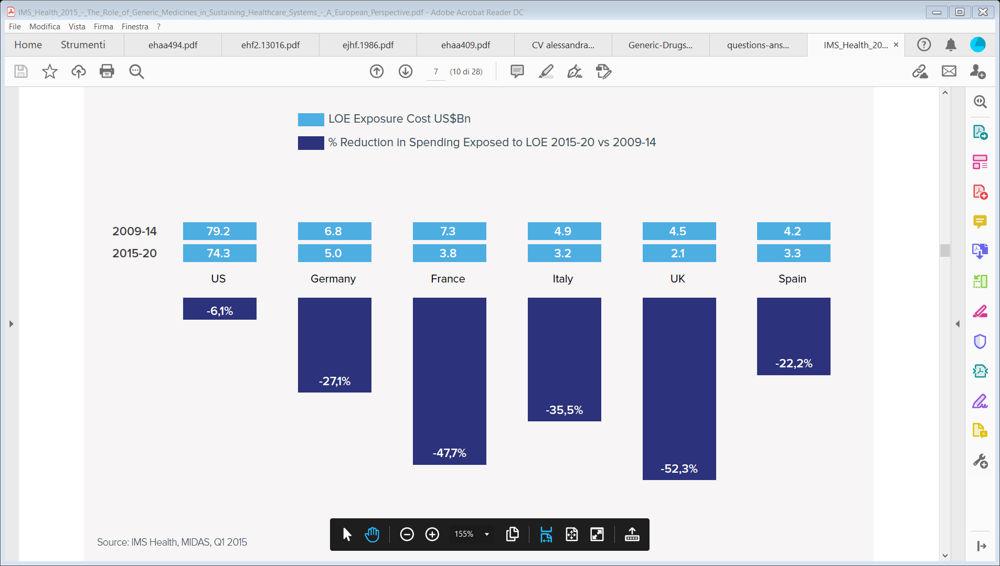 IMS_Health_2015_-_The_Role_of_Generic_Medicines_in_Sustaining_Healthcare_Systems_-_A_European_Perspective.pdf - Adobe Acrobat Reader DC
File Modifica Vista Firma Finestra ?
Home Strumenti ehaa494.pdf ehf2.13016.pdf ejhf.1986.pdf ehaa409.pdf CV alessandra... Generic-Drugs... questions-ans... IMS_Health_20... ×
7 (10 di 28)
LOE Exposure Cost US$Bn
% Reduction in Spending Exposed to LOE 2015-20 vs 2009-14
2009-14 79.2 6.8 7.3 4.9 4.5 4.2
2015-20 74.3 5.0 3.8 3.2 2.1 3.3
US Germany France Italy UK Spain
-6,1% -27,1% -47,7% -35,5% -52,3% -22,2%
155%
Source: IMS Health, MIDAS, Q1 2015